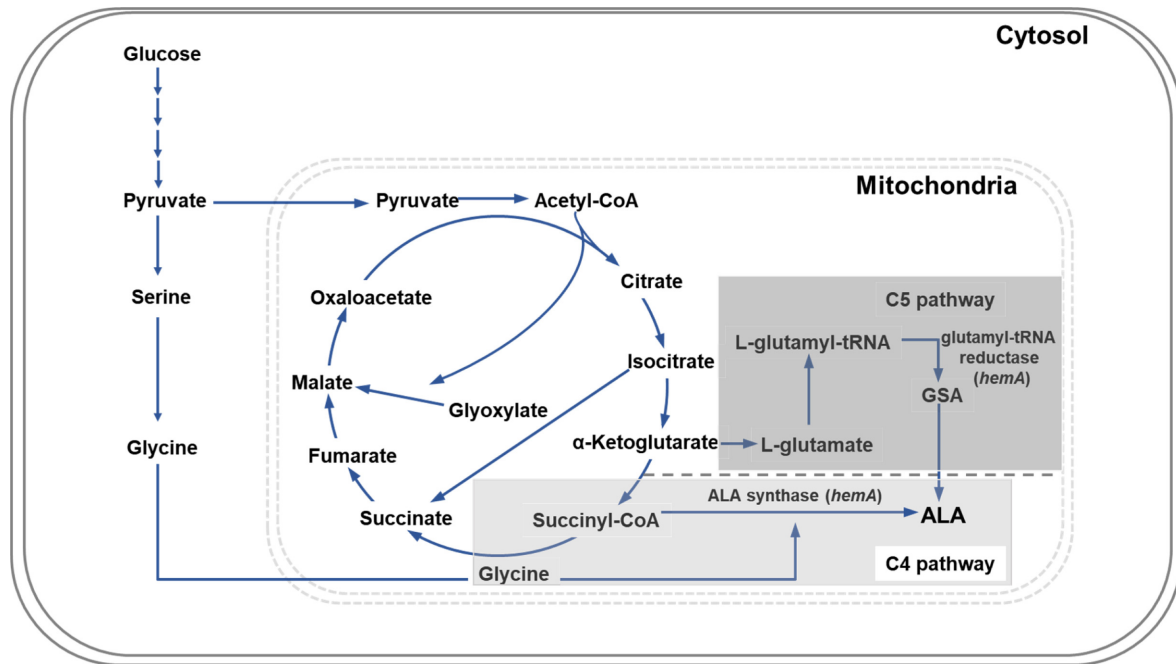 Cytosol
Glucose
Mitochondria
Pyruvate
Pyruvate
Acetyl-CoA
Citrate
Serine
Oxaloacetate
C5 pathway
L-glutamyl-tRNA
glutamyl-tRNA
reductase
(hemA)
Isocitrate
Malate
Glyoxylate
GSA
Glycine
Fumarate
α-Ketoglutarate
L-glutamate
ALA synthase (hemA)
Succinate
Succinyl-CoA
ALA
Glycine
C4 pathway